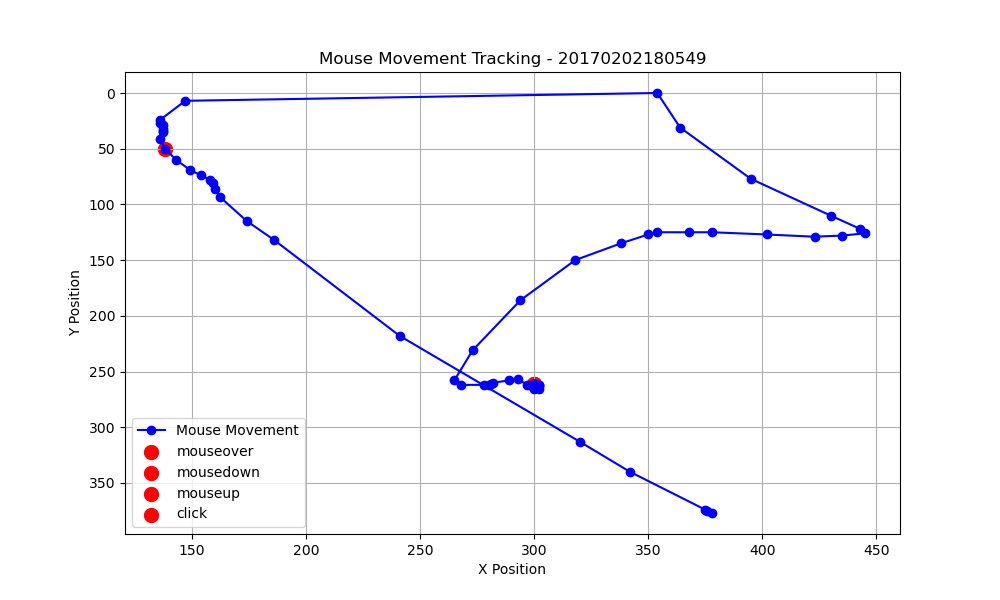 Mouse Movement Tracking - 20170202180549
Y Position
0
50
100
150
200
250
300
350
Mouse Movement
mouseover
mousedown
mouseup
click
150
200
250
300
350
400
450
X Position